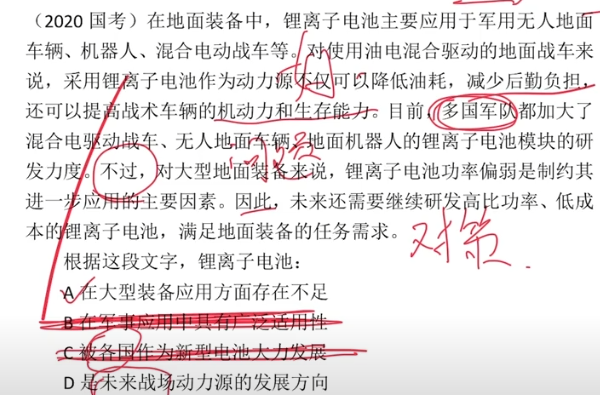 （2020 国考）在地面装备中，锂离子电池主要应用于军用无人地面
车辆、机器人、混合电动战车等。对使用油电混合驱动的地面战车来
说，采用锂离子电池作为动力源不仅可以降低油耗，减少后勤负担，
还可以提高战术车辆的机动力和生存能力。目前，多国军队都加大了
混合电驱动战车、无人地面车辆、地面机器人的锂离子电池模块的研
发力度。不过，对大型地面装备来说，锂离子电池功率偏弱是制约其
进一步应用的主要因素。因此，未来还需要继续研发高比功率、低成
本的锂离子电池，满足地面装备的任务需求。
对策.
根据这段文字，锂离子电池：
A 在大型装备应用方面存在不足
B 在军事应用中具有广泛适用性
C 被各国作为新型电池大力发展
D 是未来战场动力源的发展方向